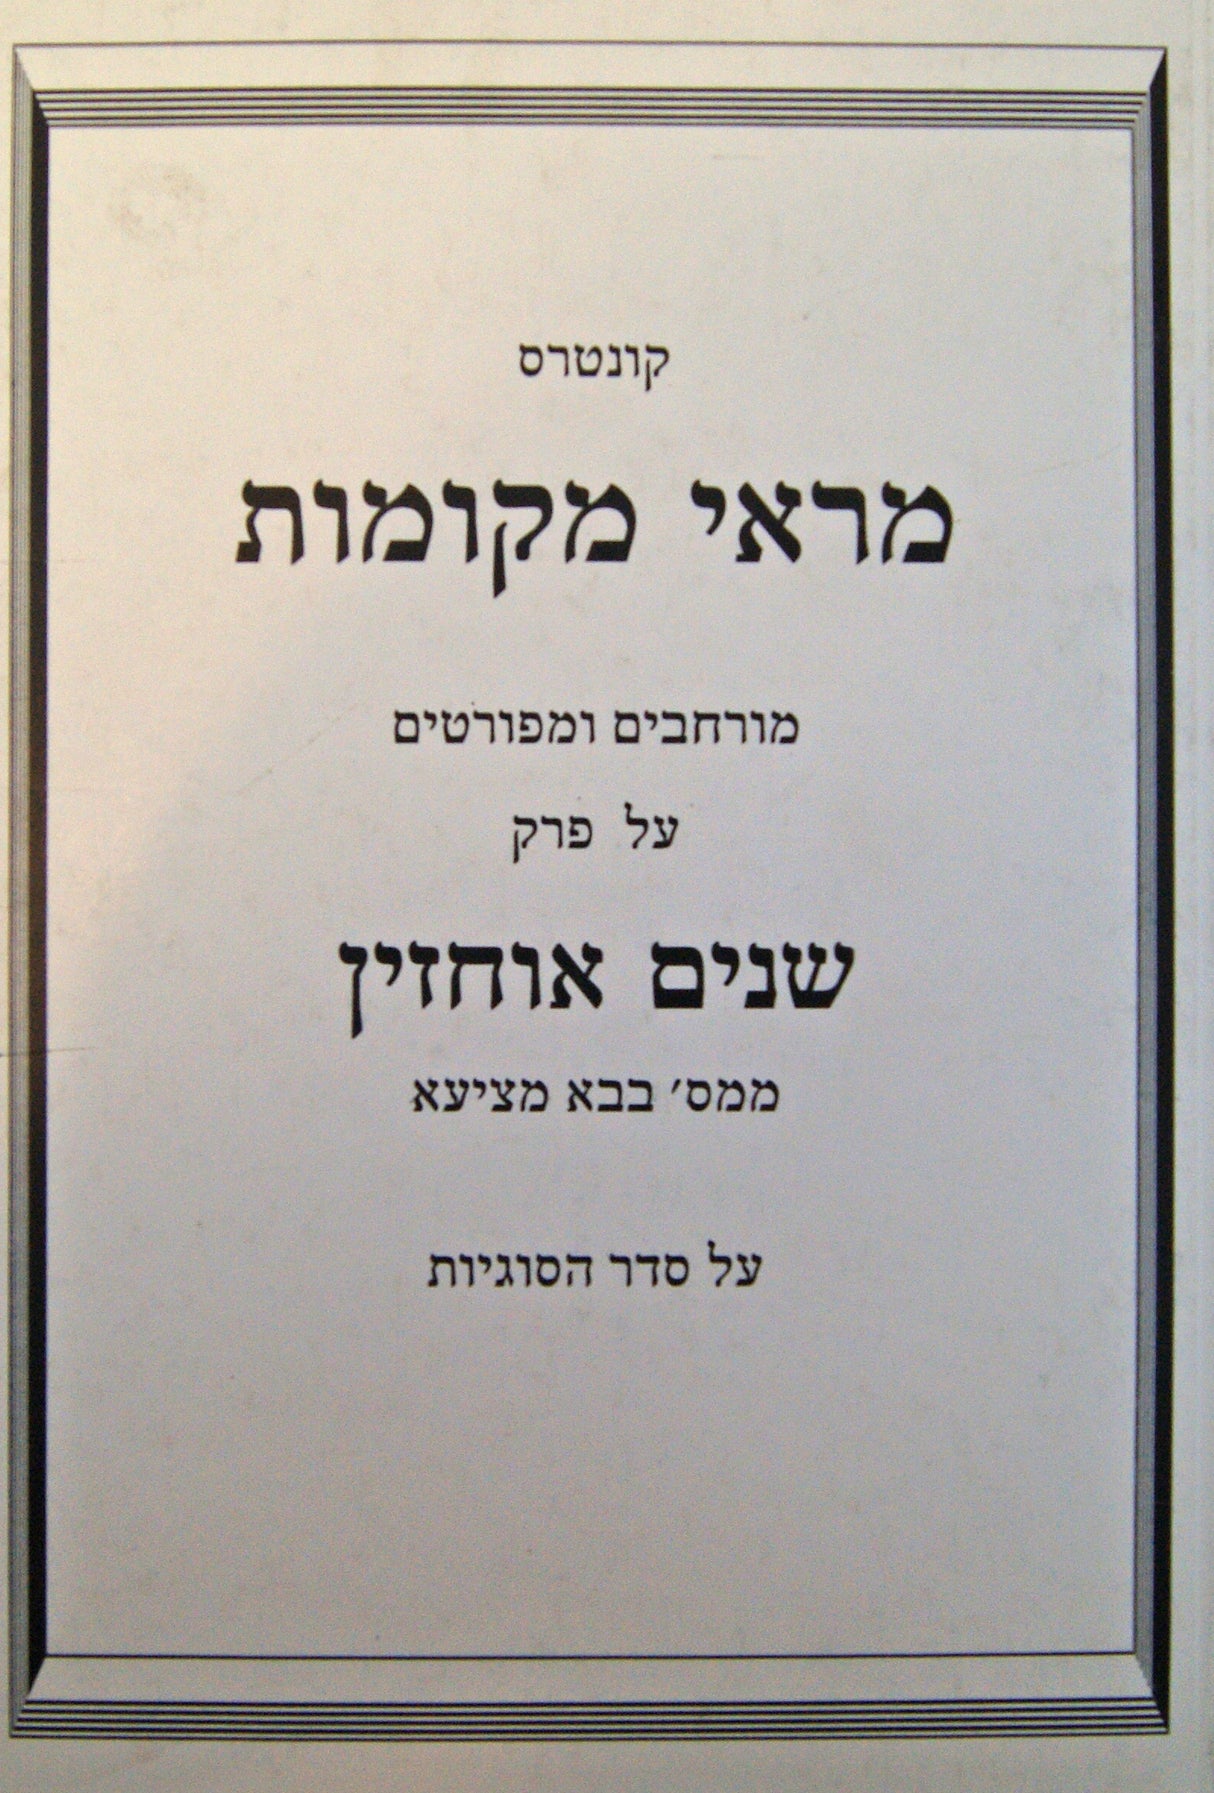 קונטרס
מראי מקומות
מורחבים ומפורטים
על פרק
שנים אוחזין
ממס׳ בבא מציעא
על סדר הסוגיות